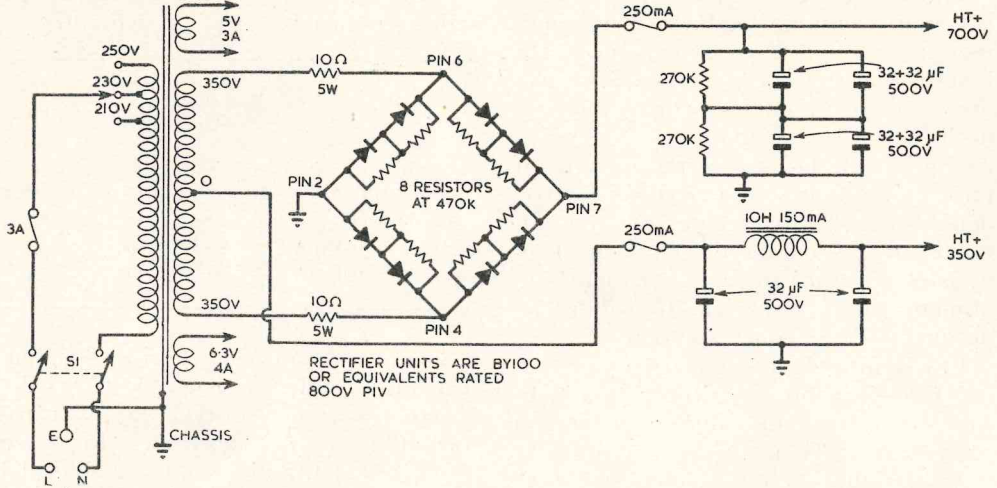 5V
3A
250V
230V
210V
350V
O
350V
6·3V
4A
3A
S1
E
CHASSIS
L
N
10Ω
5W
10Ω
5W
PIN 6
PIN 2
8 RESISTORS
AT 470K
PIN 7
PIN 4
RECTIFIER UNITS ARE BY100
OR EQUIVALENTS RATED
800V PIV
250mA
HT+
700V
270K
270K
32+32 µF
500V
32+32 µF
500V
250mA
10H 150mA
HT+
350V
32 µF
500V